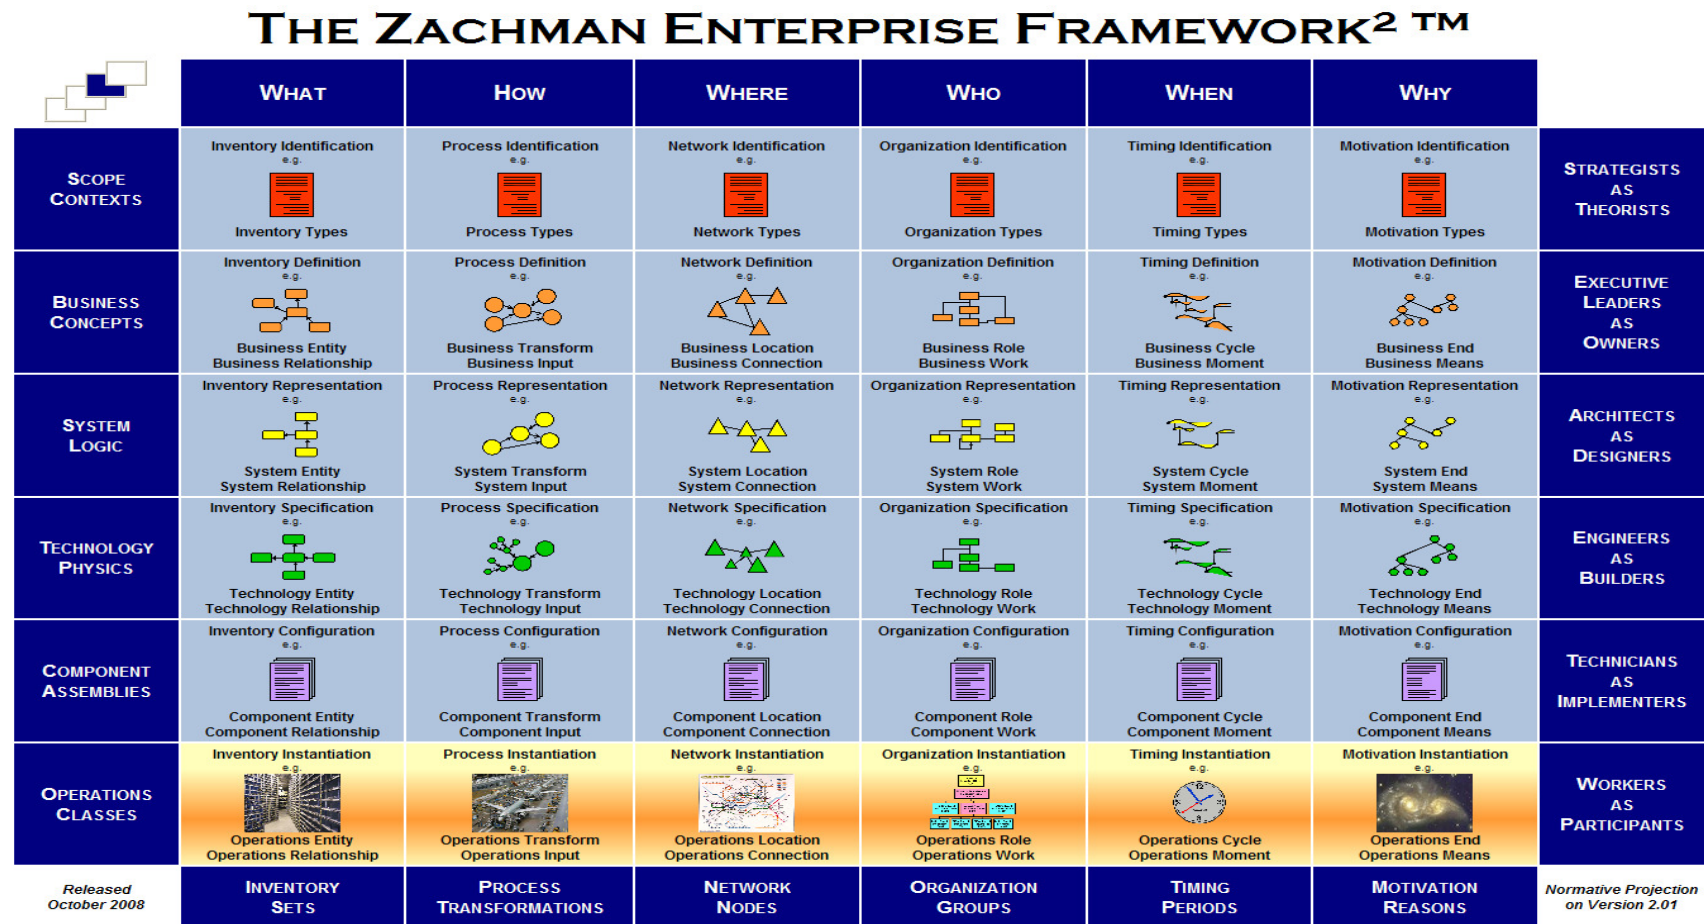 THE ZACHMAN ENTERPRISE FRAMEWORK² ™
WHAT
HOW
WHERE
WHO
WHEN
WHY
SCOPE
CONTEXTS
Inventory Identification
e.g.
Inventory Types
Process Identification
e.g.
Process Types
Network Identification
e.g.
Network Types
Organization Identification
e.g.
Organization Types
Timing Identification
e.g.
Timing Types
Motivation Identification
e.g.
Motivation Types
STRATEGISTS
AS
THEORISTS
BUSINESS
CONCEPTS
Inventory Definition
e.g.
Business Entity
Business Relationship
Process Definition
e.g.
Business Transform
Business Input
Network Definition
e.g.
Business Location
Business Connection
Organization Definition
e.g.
Business Role
Business Work
Timing Definition
e.g.
Business Cycle
Business Moment
Motivation Definition
e.g.
Business End
Business Means
EXECUTIVE
LEADERS
AS
OWNERS
SYSTEM
LOGIC
Inventory Representation
e.g.
System Entity
System Relationship
Process Representation
e.g.
System Transform
System Input
Network Representation
e.g.
System Location
System Connection
Organization Representation
e.g.
System Role
System Work
Timing Representation
e.g.
System Cycle
System Moment
Motivation Representation
e.g.
System End
System Means
ARCHITECTS
AS
DESIGNERS
TECHNOLOGY
PHYSICS
Inventory Specification
e.g.
Technology Entity
Technology Relationship
Process Specification
e.g.
Technology Transform
Technology Input
Network Specification
e.g.
Technology Location
Technology Connection
Organization Specification
e.g.
Technology Role
Technology Work
Timing Specification
e.g.
Technology Cycle
Technology Moment
Motivation Specification
e.g.
Technology End
Technology Means
ENGINEERS
AS
BUILDERS
COMPONENT
ASSEMBLIES
Inventory Configuration
e.g.
Component Entity
Component Relationship
Process Configuration
e.g.
Component Transform
Component Input
Network Configuration
e.g.
Component Location
Component Connection
Organization Configuration
e.g.
Component Role
Component Work
Timing Configuration
e.g.
Component Cycle
Component Moment
Motivation Configuration
e.g.
Component End
Component Means
TECHNICIANS
AS
IMPLEMENTERS
OPERATIONS
CLASSES
Inventory Instantiation
e.g.
Operations Entity
Operations Relationship
Process Instantiation
e.g.
Operations Transform
Operations Input
Network Instantiation
e.g.
Operations Location
Operations Connection
Organization Instantiation
e.g.
Operations Role
Operations Work
Timing Instantiation
e.g.
Operations Cycle
Operations Moment
Motivation Instantiation
e.g.
Operations End
Operations Means
WORKERS
AS
PARTICIPANTS
Released
October 2008
INVENTORY
SETS
PROCESS
TRANSFORMATIONS
NETWORK
NODES
ORGANIZATION
GROUPS
TIMING
PERIODS
MOTIVATION
REASONS
Normative Projection
on Version 2.01